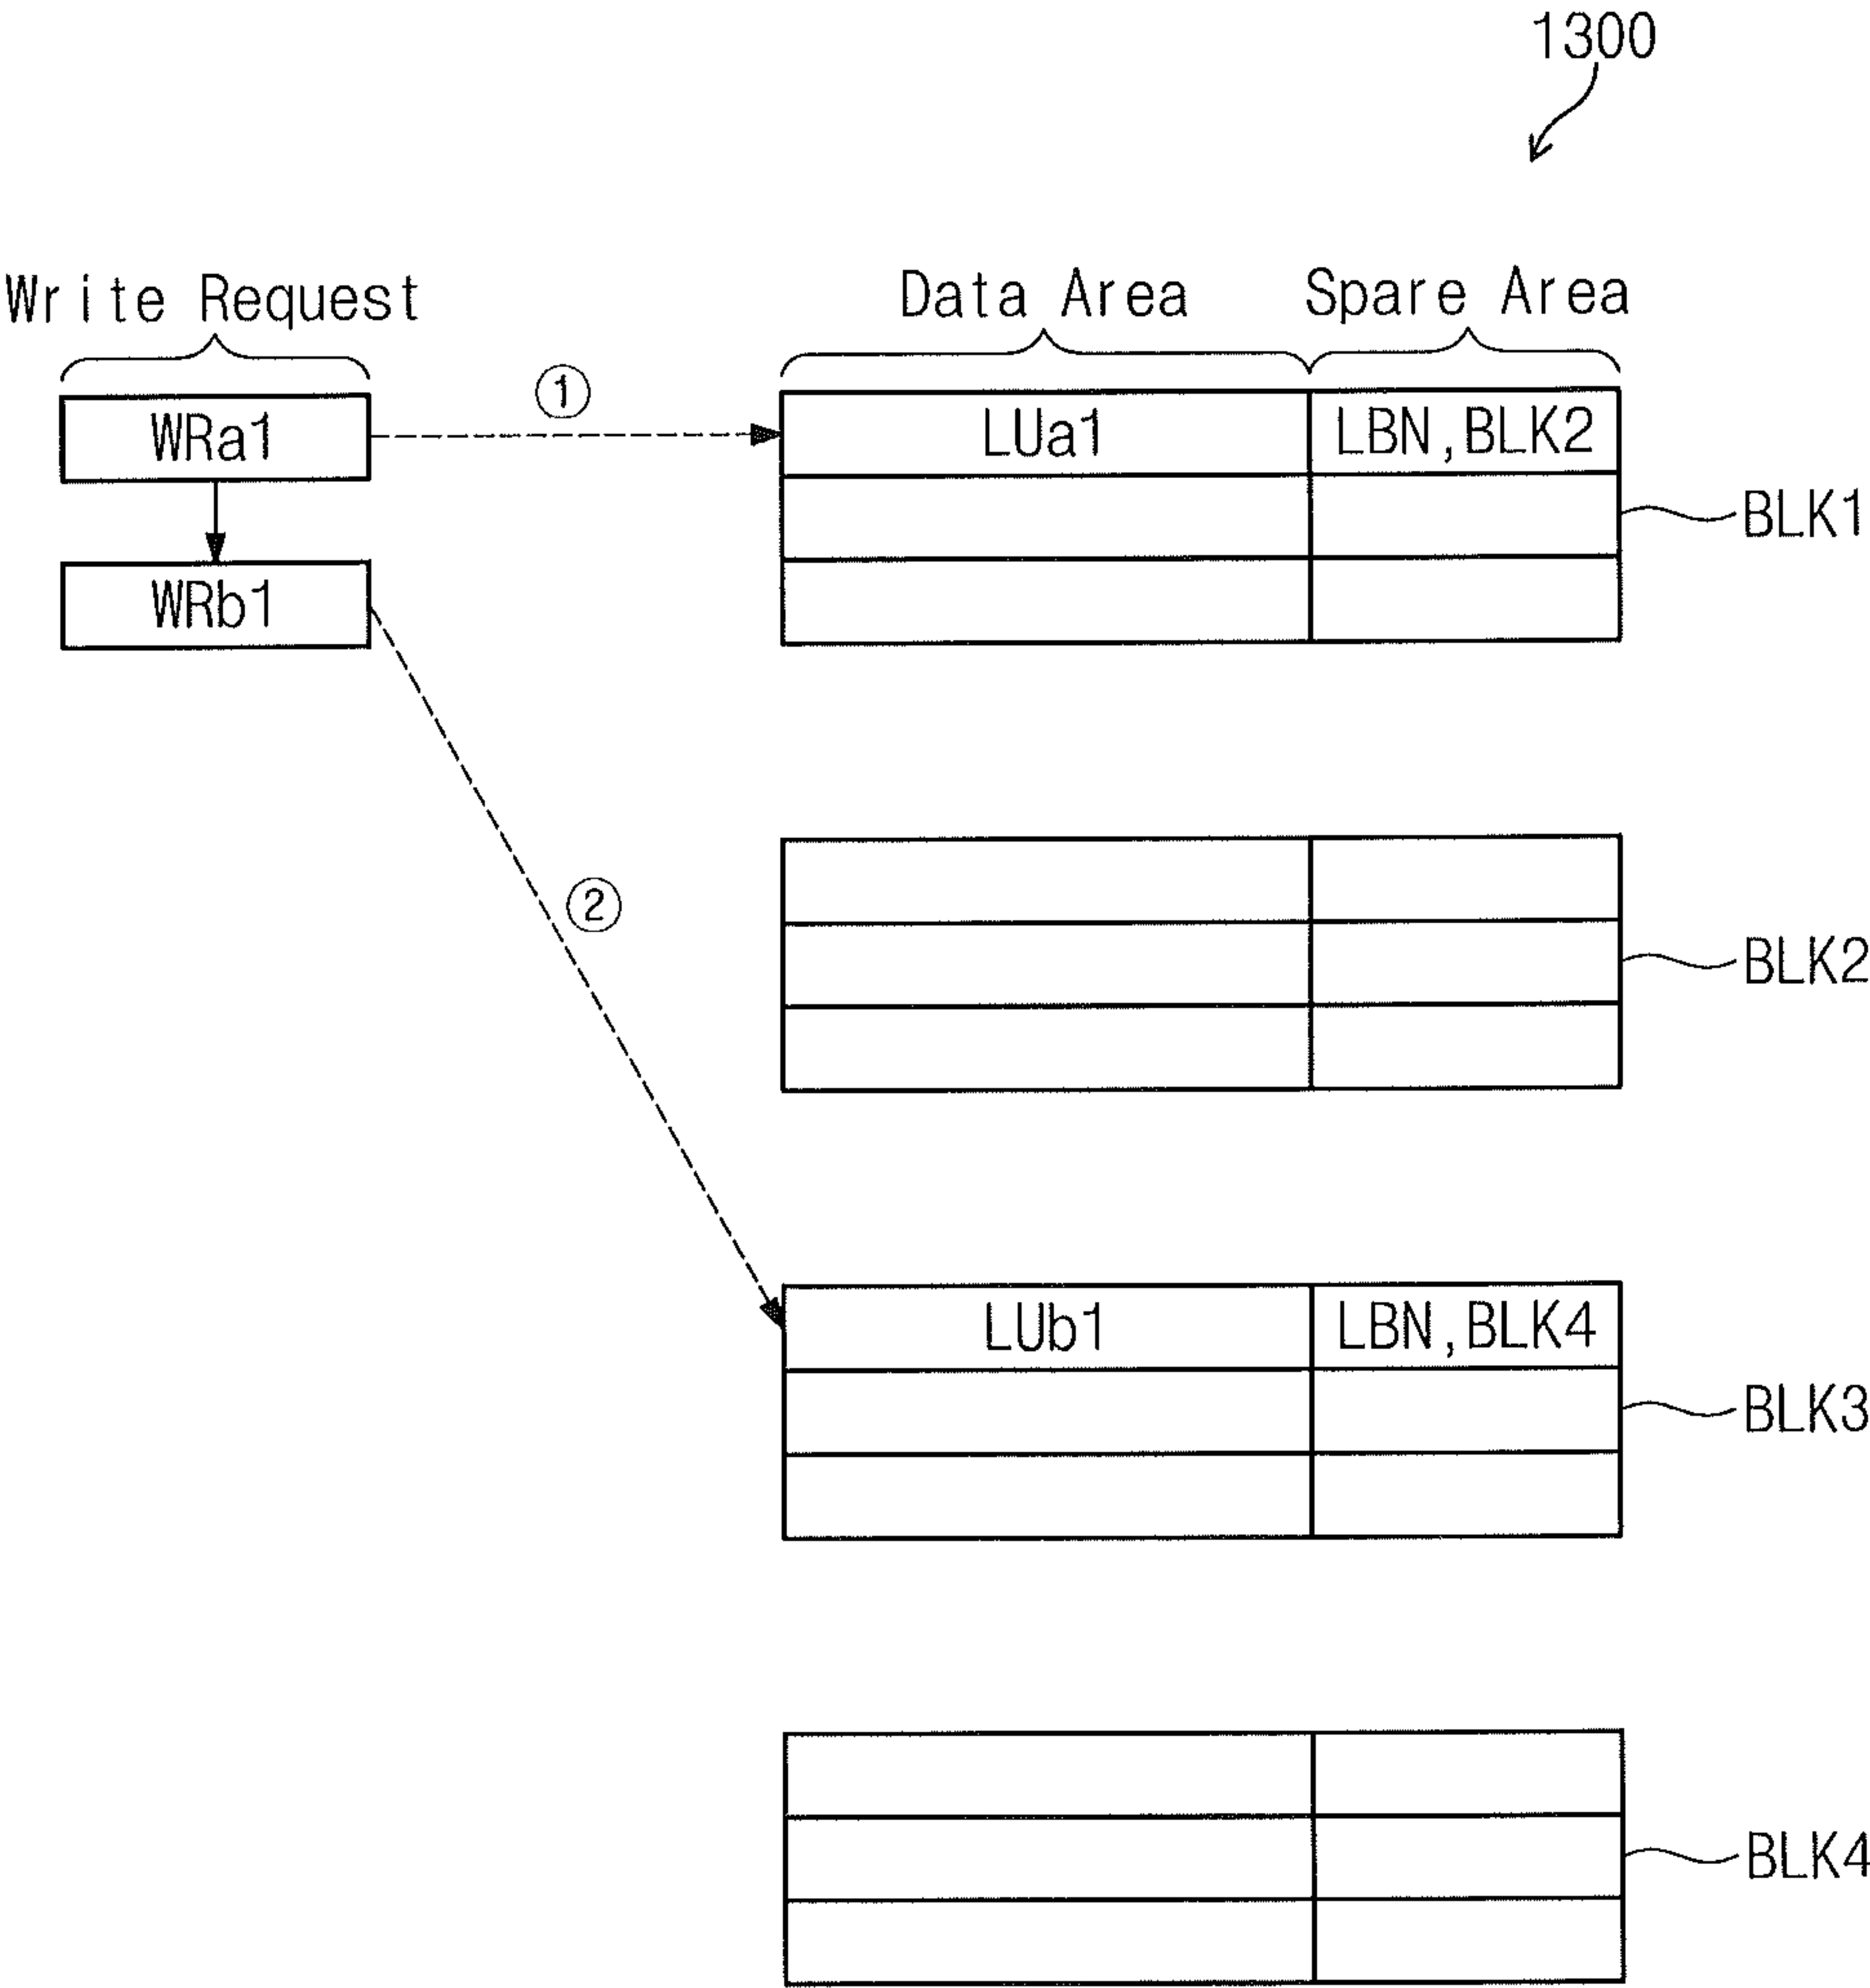 1300
Write Request
Data Area
Spare Area
WRa1
①
LUa1
LBN,BLK2
BLK1
WRb1
②
BLK2
LUb1
LBN,BLK4
BLK3
BLK4